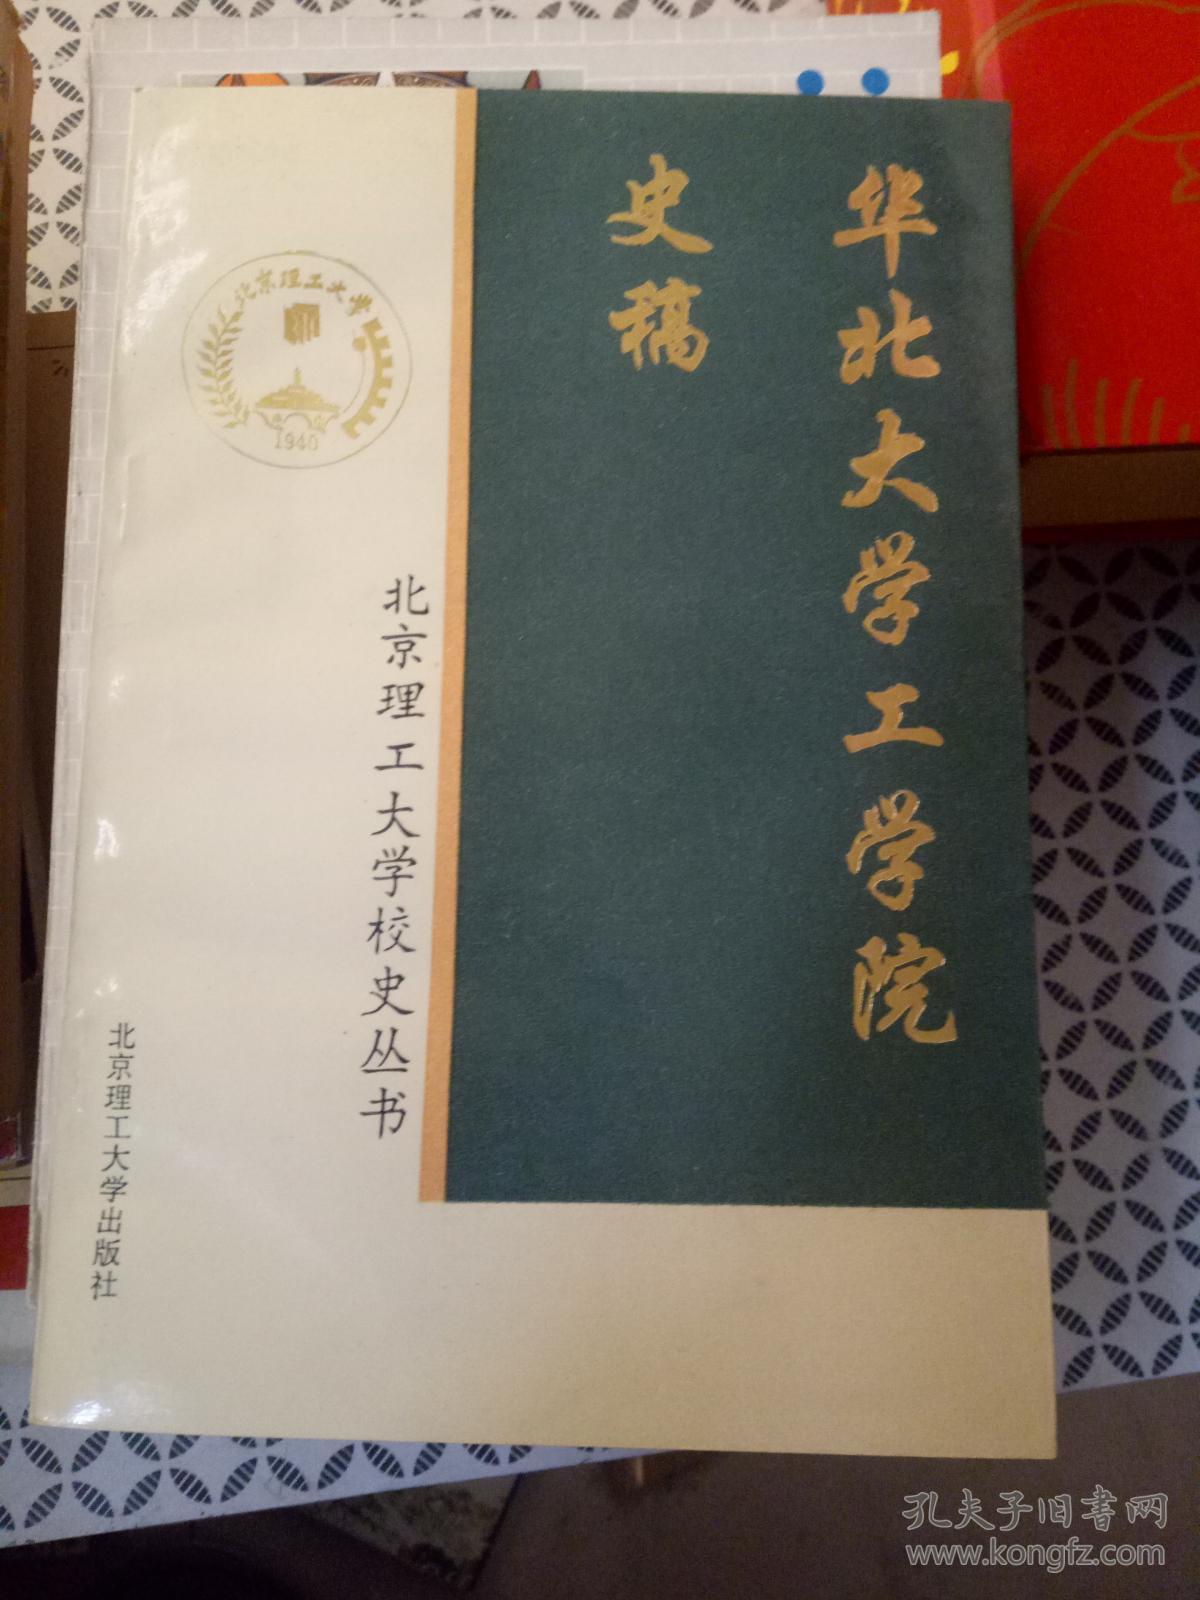 华北大学工学院
史稿
北京理工大学
1940
北京理工大学校史丛书
北京理工大学出版社
孔夫子旧書网
www.kongfz.com